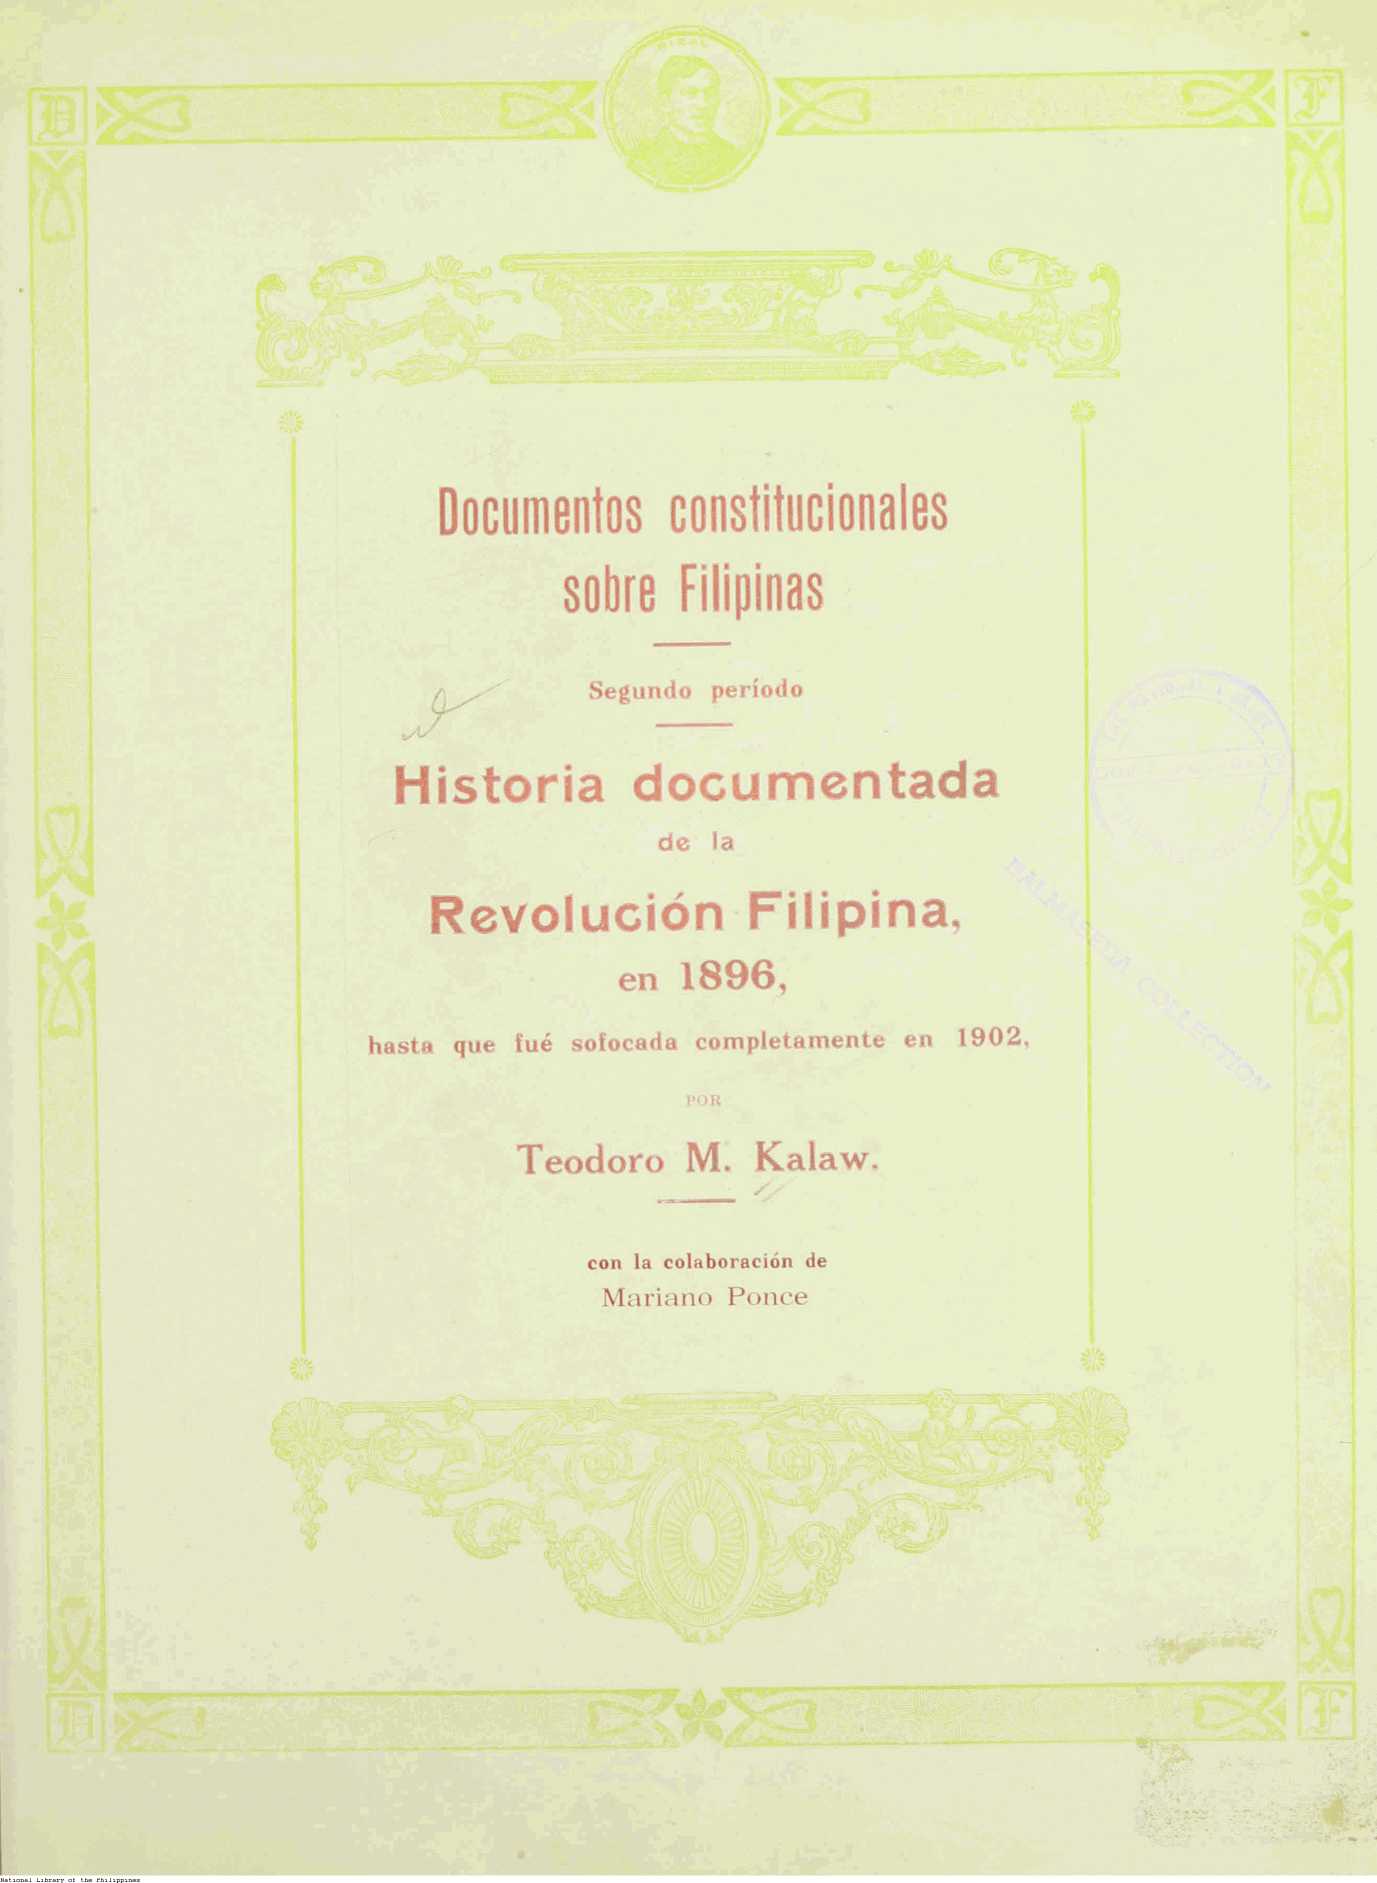 RIZAL
D F
Documentos constitucionales
sobre Filipinas
Segundo período
Historia documentada
de la
Revolución Filipina,
en 1896,
hasta que fué sofocada completamente en 1902,
POR
Teodoro M. Kalaw.
con la colaboración de
Mariano Ponce
BALMACEDA COLLECTION
D F
National Library of the Philippines